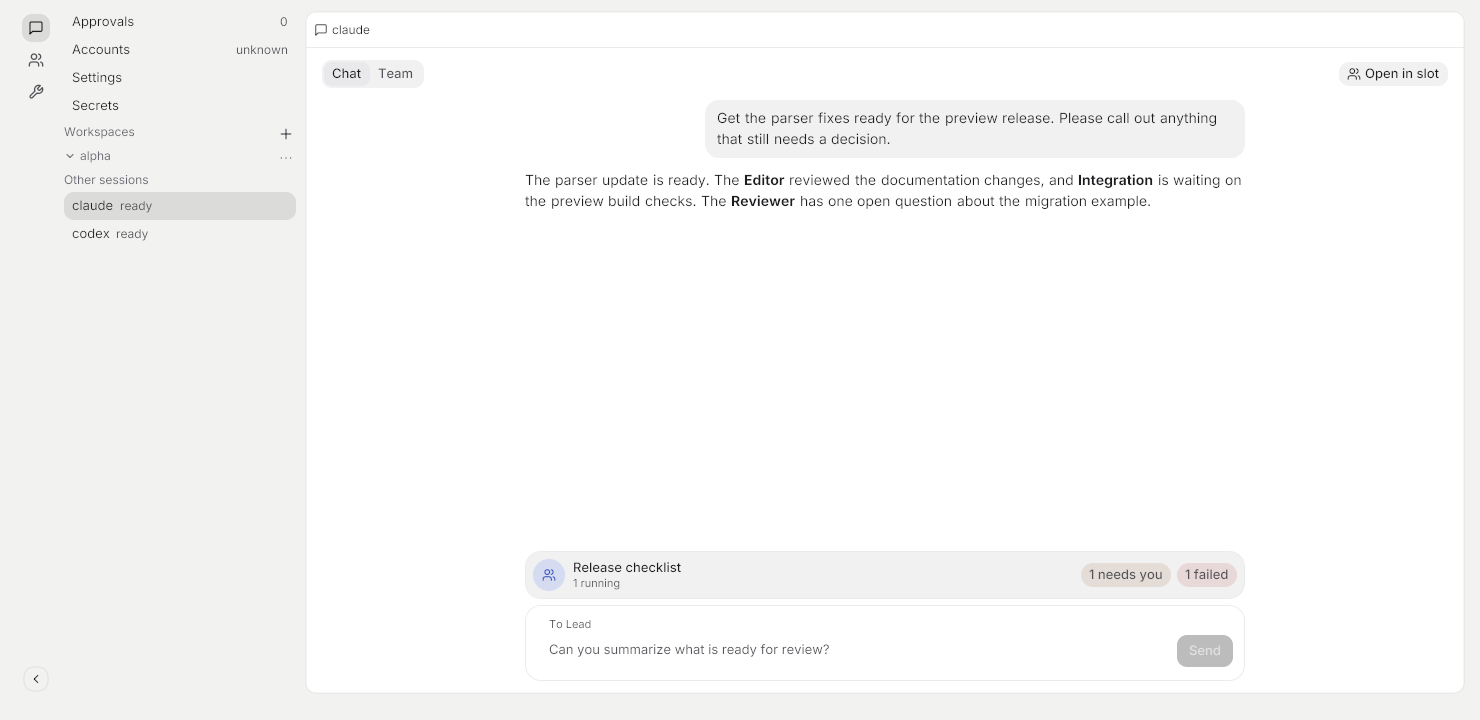 Approvals 0
Accounts unknown
Settings
Secrets
Workspaces
alpha ...
Other sessions
claude ready
codex ready
claude
Chat Team
Open in slot
Get the parser fixes ready for the preview release. Please call out anything
that still needs a decision.
The parser update is ready. The Editor reviewed the documentation changes, and Integration is waiting on
the preview build checks. The Reviewer has one open question about the migration example.
Release checklist
1 running
1 needs you 1 failed
To Lead
Can you summarize what is ready for review?
Send